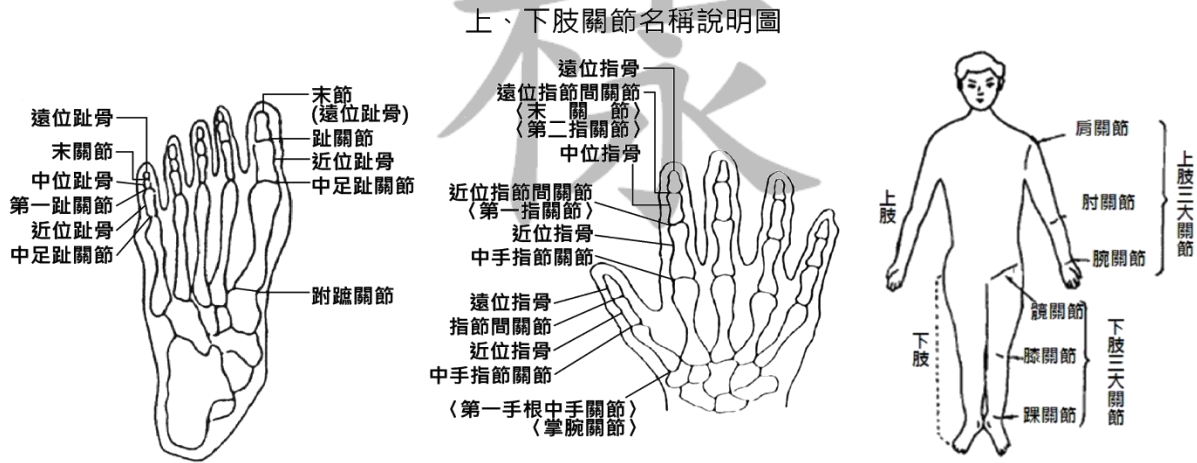 上、下肢關節名稱說明圖
遠位趾骨
末關節
中位趾骨
第一趾關節
近位趾骨
中足趾關節
末節
(遠位趾骨)
趾關節
近位趾骨
中足趾關節
跗蹠關節
遠位指骨
遠位指節間關節
〈末關節〉
〈第二指關節〉
中位指骨
近位指節間關節
〈第一指關節〉
近位指骨
中手指節關節
遠位指骨
指節間關節
近位指骨
中手指節關節
〈第一手根中手關節〉
〈掌腕關節〉
肩關節
肘關節
腕關節
上肢三大關節
上肢
髖關節
膝關節
踝關節
下肢三大關節
下肢